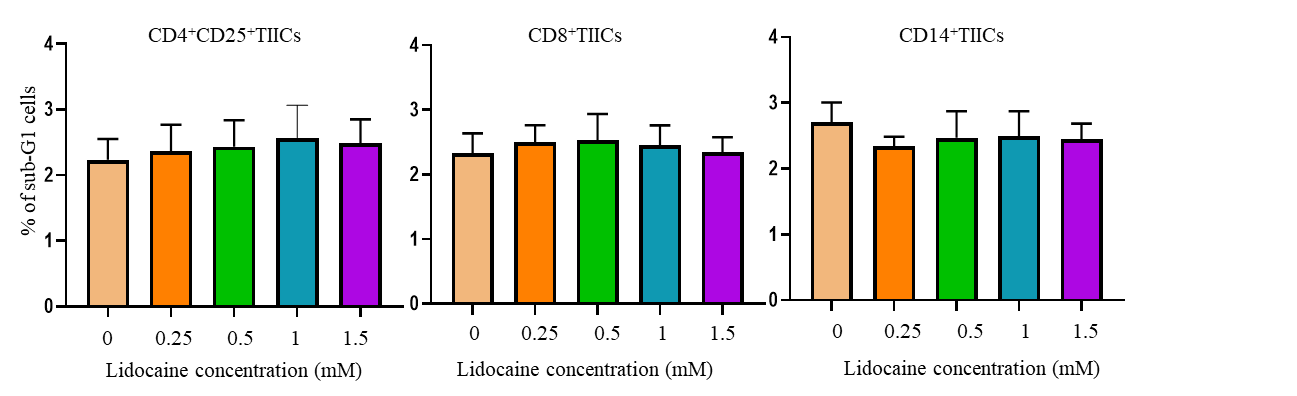 CD4⁺CD25⁺TIICs
% of sub-G1 cells
4
3
2
1
0
0 0.25 0.5 1 1.5
Lidocaine concentration (mM)
CD8⁺TIICs
4
3
2
1
0
0 0.25 0.5 1 1.5
Lidocaine concentration (mM)
CD14⁺TIICs
4
3
2
1
0
0 0.25 0.5 1 1.5
Lidocaine concentration (mM)